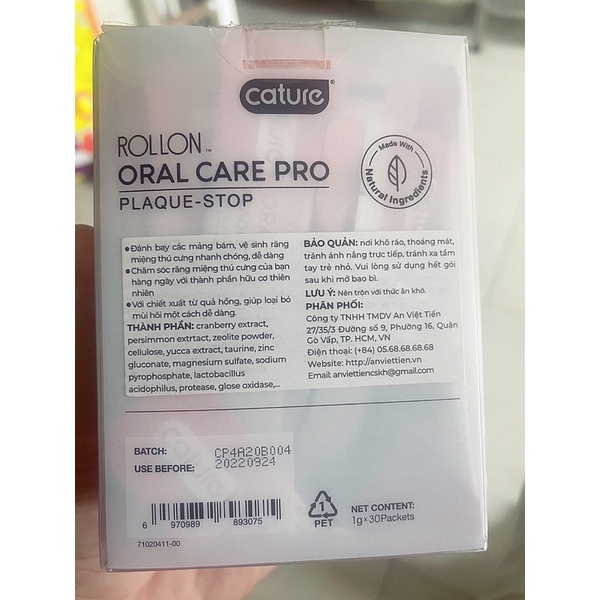 cature®
ROLLON™
ORAL CARE PRO
PLAQUE-STOP
Made With
Natural Ingredients
•Đánh bay các mảng bám, vệ sinh răng
miệng thú cưng nhanh chóng, dễ dàng
•Chăm sóc răng miệng thú cưng của bạn
hàng ngày với thành phần hữu cơ thiên
nhiên
•Với chiết xuất từ quả hồng, giúp loại bỏ
mùi hôi một cách dễ dàng.
THÀNH PHẦN: cranberry extract,
persimmon extrtact, zeolite powder,
cellulose, yucca extract, taurine, zinc
gluconate, magnesium sulfate, sodium
pyrophosphate, lactobacillus
acidophilus, protease, glose oxidase,...
BẢO QUẢN: nơi khô ráo, thoáng mát,
tránh ánh nắng trực tiếp, tránh xa tầm
tay trẻ nhỏ. Vui lòng sử dụng hết gói
sau khi mở bao bì.
LƯU Ý: Nên trộn với thức ăn khô.
PHÂN PHỐI:
Công ty TNHH TMDV An Việt Tiến
27/35/3 Đường số 9, Phường 16, Quận
Gò Vấp, TP. HCM, VN
Điện thoại: (+84) 05.68.68.68.68
Website: http://anviettien.vn
Email: anviettiencskh@gmail.com
BATCH: CP4A20B004
USE BEFORE: 20220924
6 970989 893075
71020411-00
1
PET
NET CONTENT:
1g×30Packets